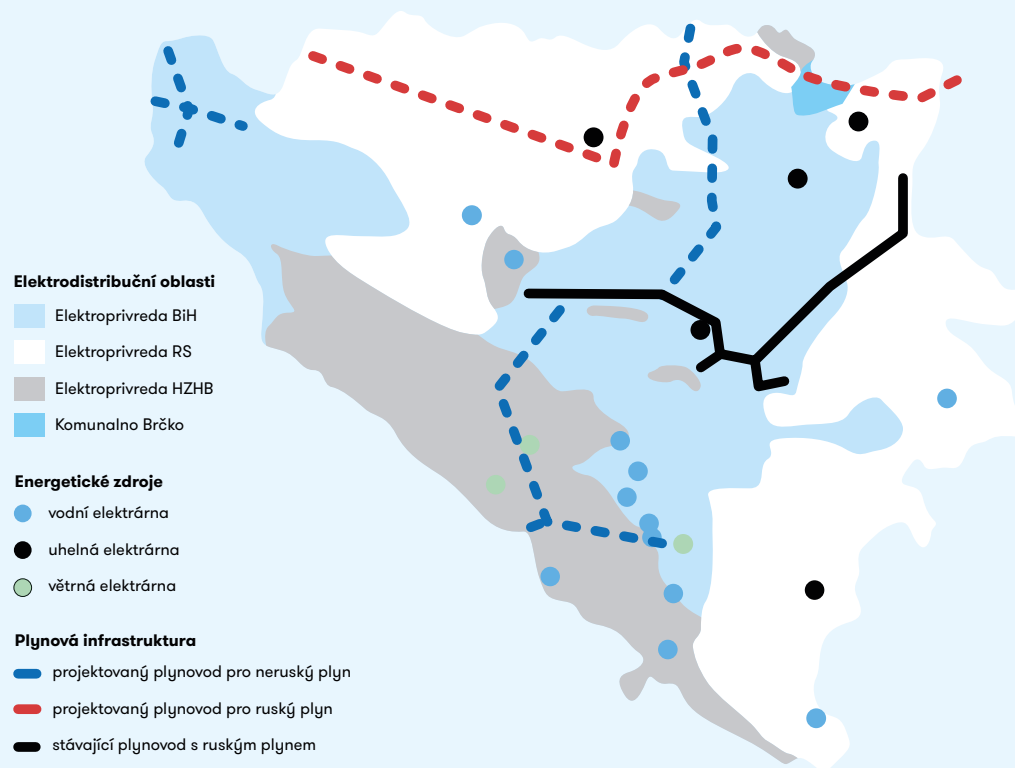 Elektrodistribuční oblasti
Elektroprivreda BiH
Elektroprivreda RS
Elektroprivreda HZHB
Komunalno Brčko
Energetické zdroje
vodní elektrárna
uhelná elektrárna
větrná elektrárna
Plynová infrastruktura
projektovaný plynovod pro neruský plyn
projektovaný plynovod pro ruský plyn
stávající plynovod s ruským plynem